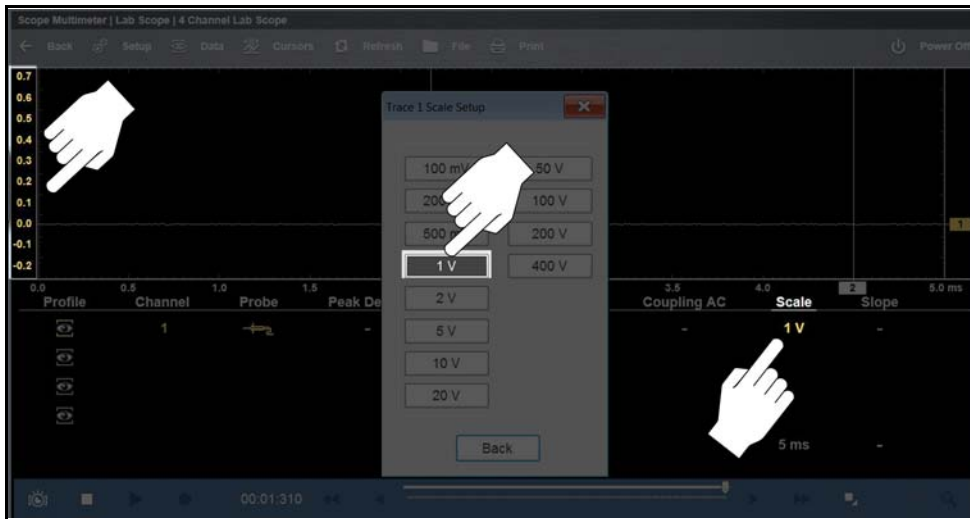 Scope Multimeter | Lab Scope | 4 Channel Lab Scope
Back Setup Data Cursors Refresh File Print Power Off
0.7
0.6
0.5
0.4
0.3
0.2
0.1
0.0
-0.1
-0.2
1
Trace 1 Scale Setup
100 mV 50 V
100 V
500 200 V
1 V 400 V
2 V
5 V
10 V
20 V
Back
0.0 0.5 1.0 1.5 3.5 4.0 2 5.0 ms
Profile Channel Probe Peak De Coupling AC Scale Slope
1 - - 1 V -
5 ms -
00:01:310